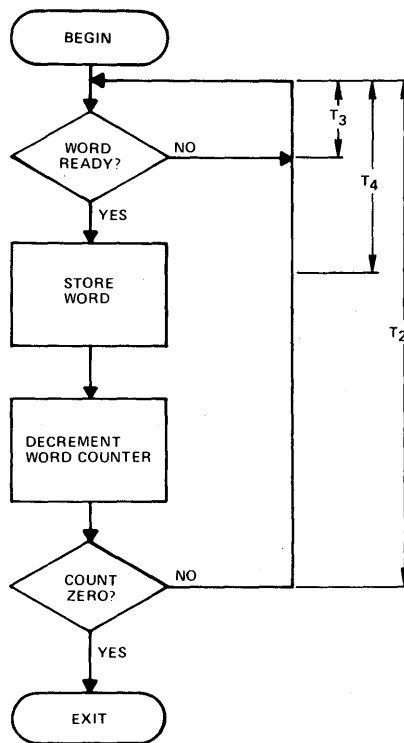 BEGIN
WORD
READY?
NO
YES
STORE
WORD
DECREMENT
WORD COUNTER
COUNT
ZERO?
NO
YES
EXIT
T3
T4
T2